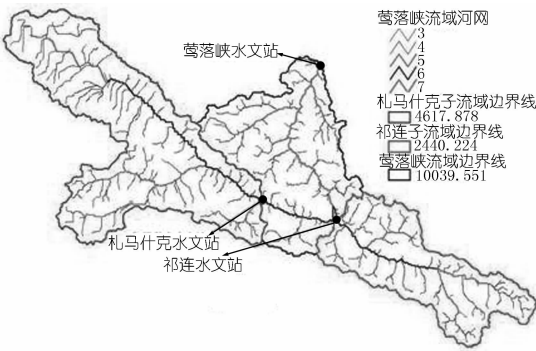 莺落峡水文站
札马什克水文站
祁连水文站
莺落峡流域河网
3
4
5
6
7
札马什克子流域边界线
4617.878
祁连子流域边界线
2440.224
莺落峡流域边界线
10039.551